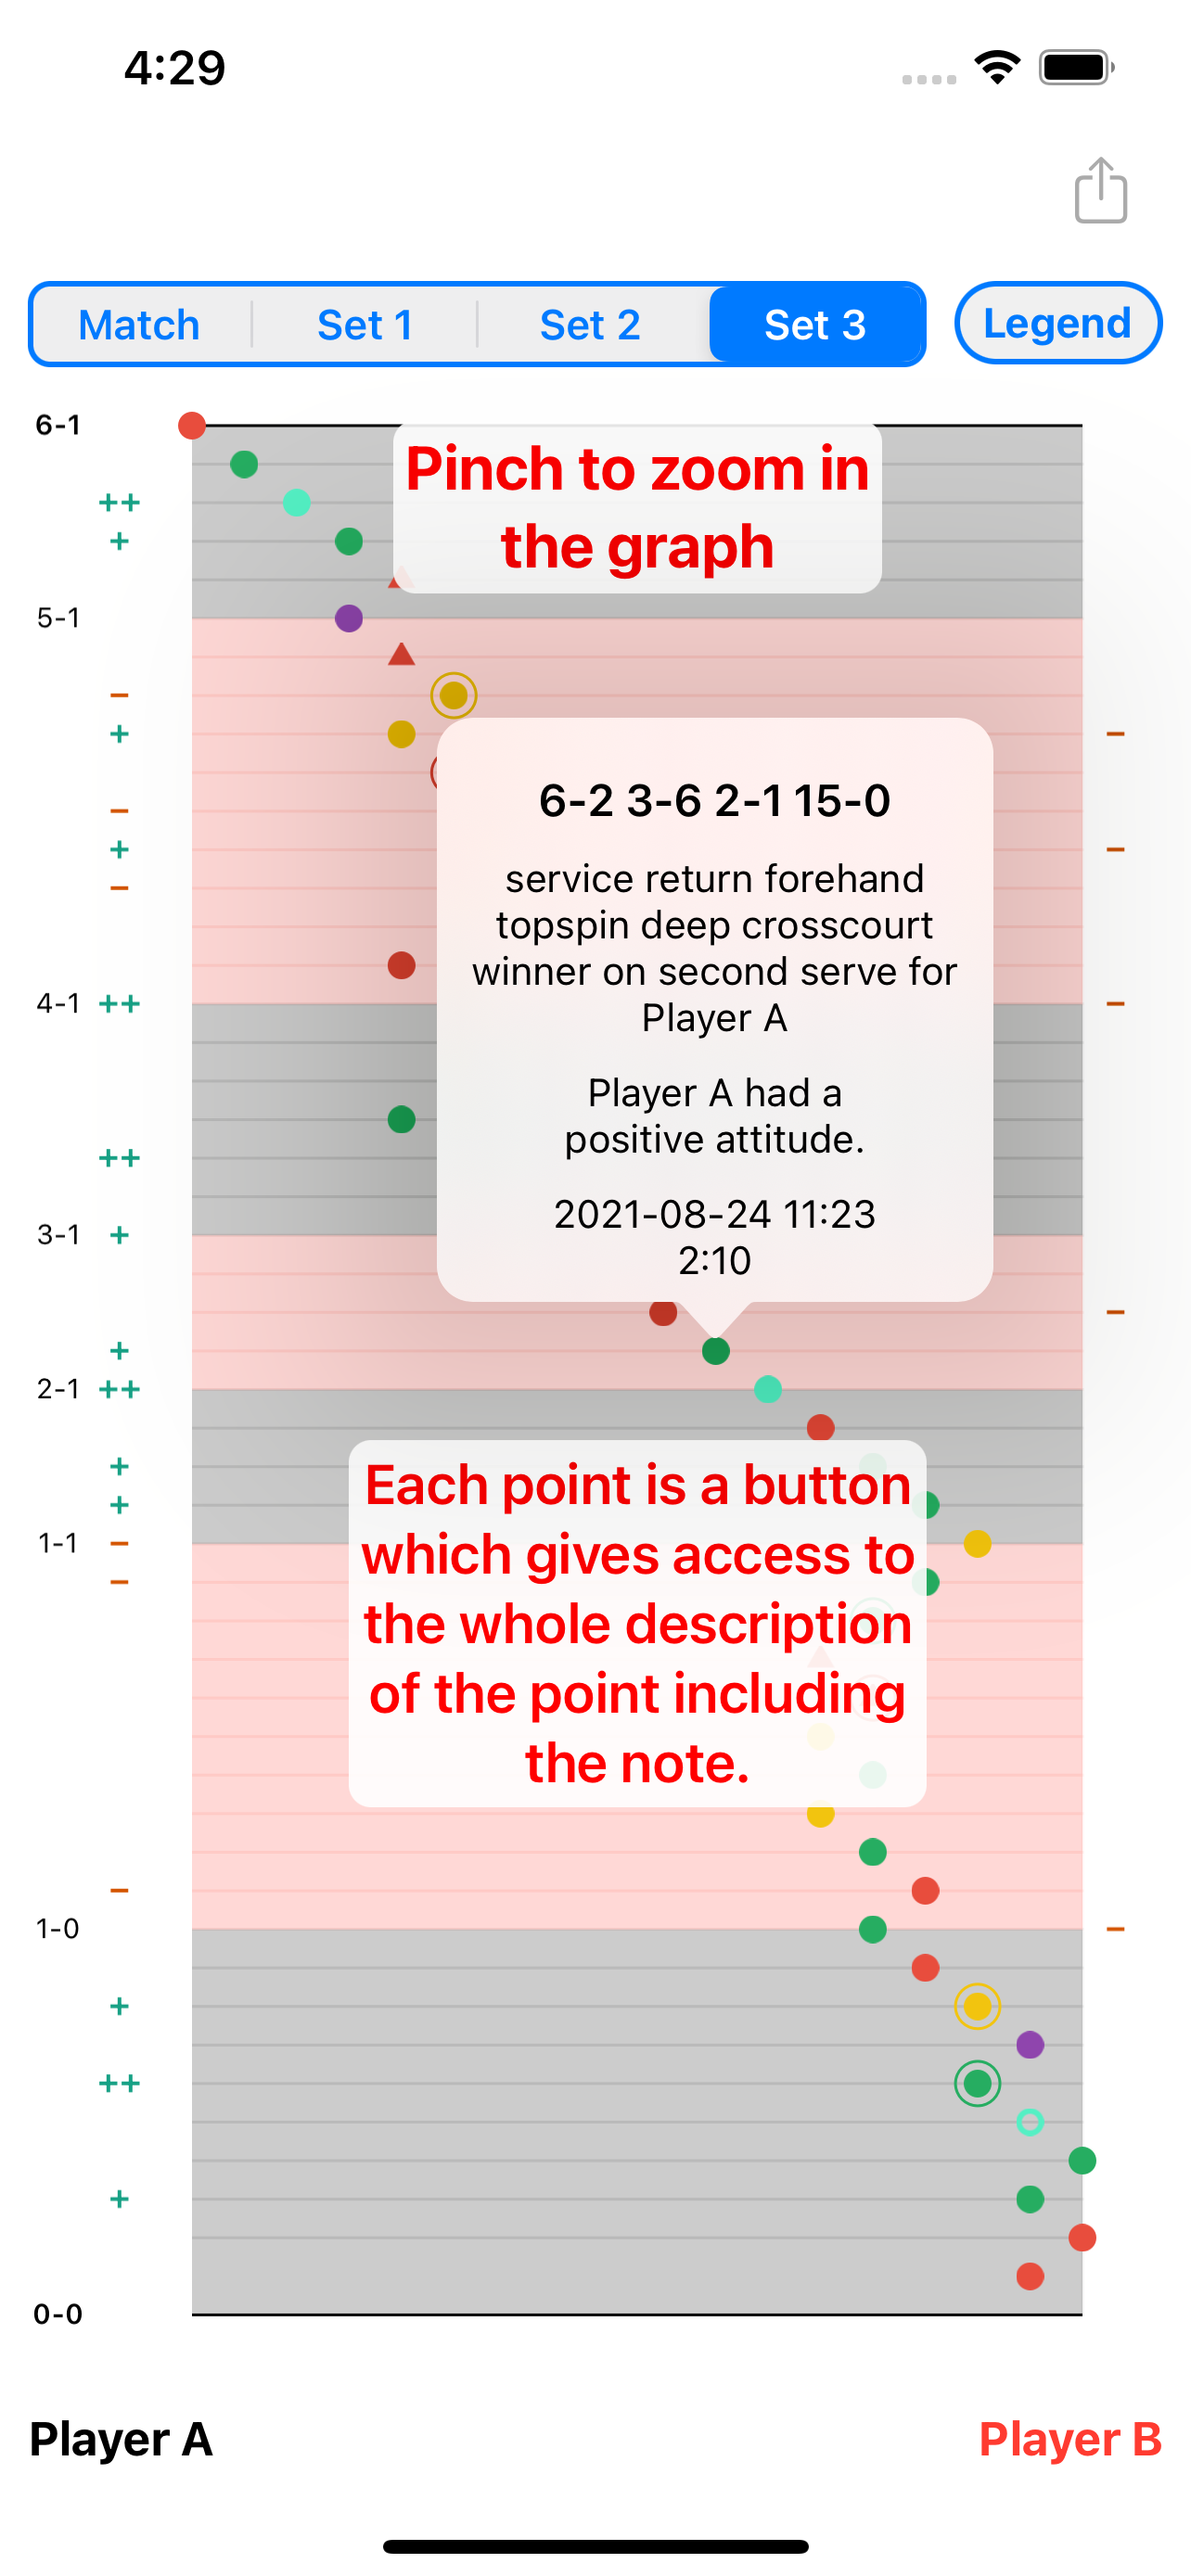 4:29
Match Set 1 Set 2 Set 3 Legend
6-1
Pinch to zoom in
the graph
++
+
5-1
–
+ –
6-2 3-6 2-1 15-0
–
+ –
–
service return forehand
topspin deep crosscourt
winner on second serve for
Player A
4-1 ++ –
Player A had a
positive attitude.
++
2021-08-24 11:23
3-1 +
2:10
–
+
2-1 ++
+
Each point is a button
+
1-1 –
which gives access to
–
the whole description
of the point including
the note.
–
1-0 –
+
++
+
0-0
Player A Player B